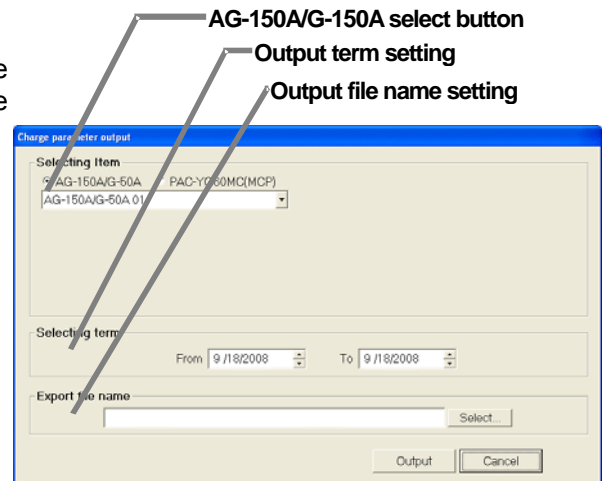 AG-150A/G-150A select button
Output term setting
e
e
Output file name setting
Charge parameter output
Selecting Item
AG-150A/G-50A PAC-YG60MC(MCP)
AG-150A/G-50A 01
Selecting term
From 9 /18/2008 To 9 /18/2008
Export file name
Select...
Output Cancel